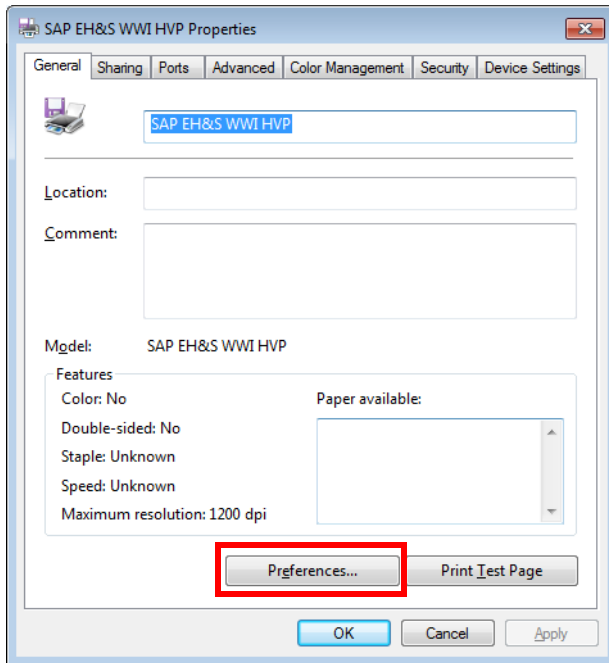 SAP EH&S WWI HVP Properties
General Sharing Ports Advanced Color Management Security Device Settings
SAP EH&S WWI HVP
Location:
Comment:
Model: SAP EH&S WWI HVP
Features
Color: No Paper available:
Double-sided: No
Staple: Unknown
Speed: Unknown
Maximum resolution: 1200 dpi
Preferences... Print Test Page
OK Cancel Apply